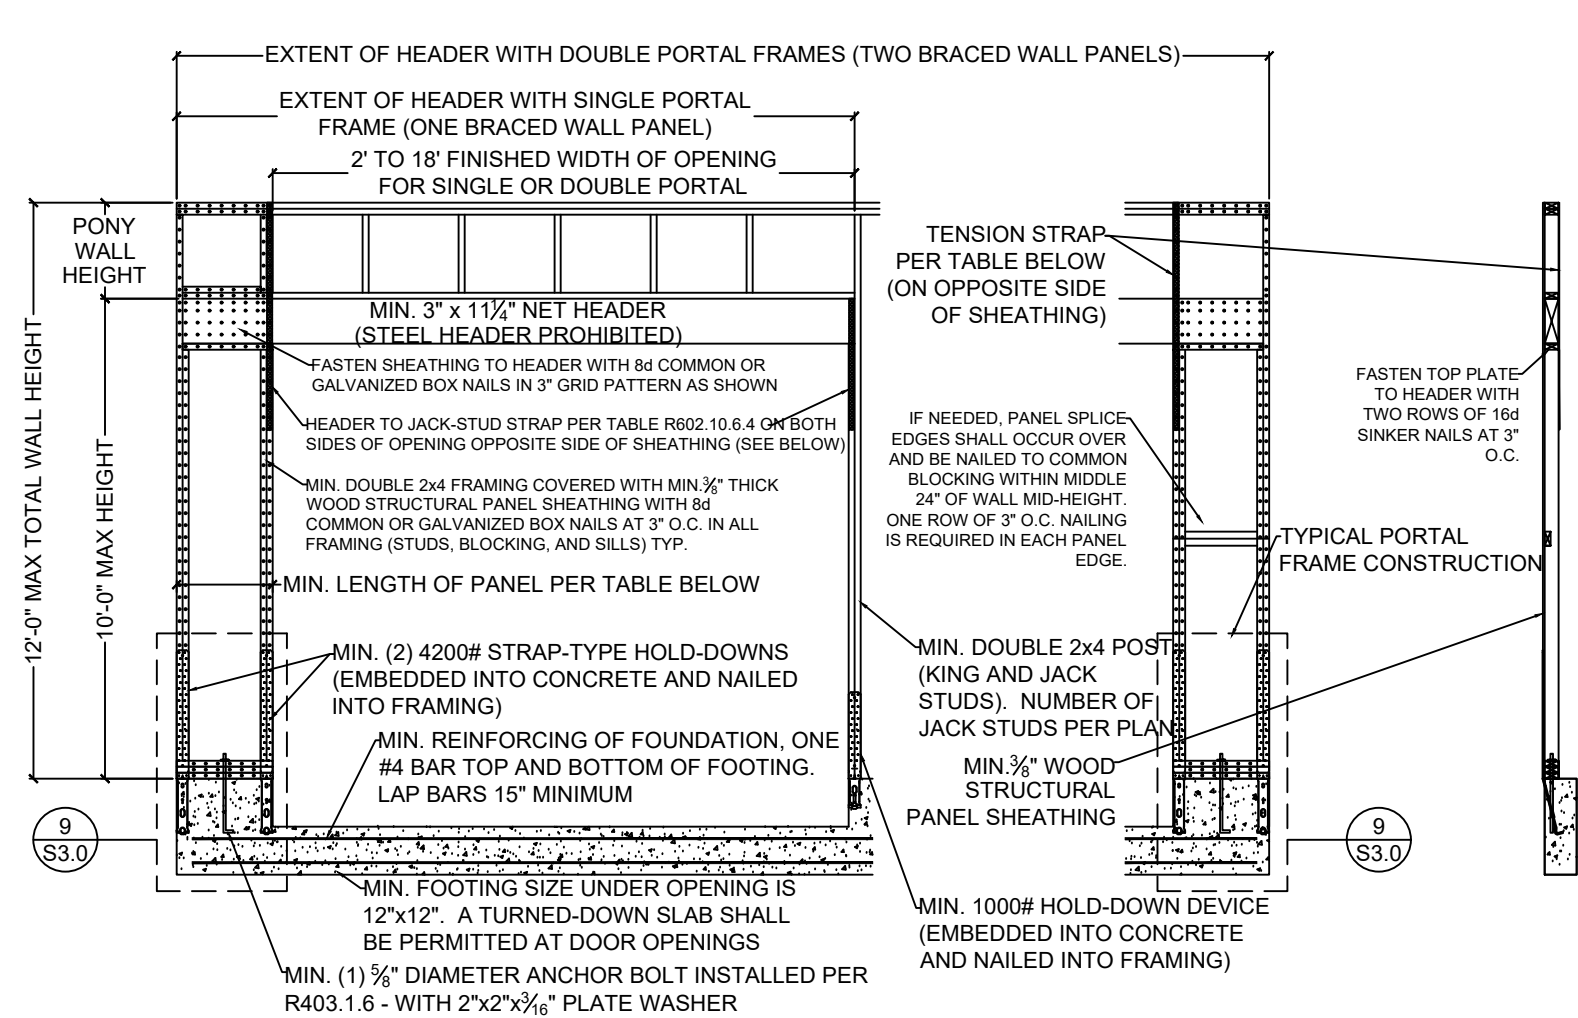 EXTENT OF HEADER WITH DOUBLE PORTAL FRAMES (TWO BRACED WALL PANELS)
EXTENT OF HEADER WITH SINGLE PORTAL
FRAME (ONE BRACED WALL PANEL)
2' TO 18' FINISHED WIDTH OF OPENING
FOR SINGLE OR DOUBLE PORTAL
PONY
WALL
HEIGHT
12'-0" MAX TOTAL WALL HEIGHT
10'-0" MAX HEIGHT
MIN. 3" x 11¼" NET HEADER
(STEEL HEADER PROHIBITED)
FASTEN SHEATHING TO HEADER WITH 8d COMMON OR
GALVANIZED BOX NAILS IN 3" GRID PATTERN AS SHOWN
HEADER TO JACK-STUD STRAP PER TABLE R602.10.6.4 ON BOTH
SIDES OF OPENING OPPOSITE SIDE OF SHEATHING (SEE BELOW)
MIN. DOUBLE 2x4 FRAMING COVERED WITH MIN.⅜" THICK
WOOD STRUCTURAL PANEL SHEATHING WITH 8d
COMMON OR GALVANIZED BOX NAILS AT 3" O.C. IN ALL
FRAMING (STUDS, BLOCKING, AND SILLS) TYP.
MIN. LENGTH OF PANEL PER TABLE BELOW
MIN. (2) 4200# STRAP-TYPE HOLD-DOWNS
(EMBEDDED INTO CONCRETE AND NAILED
INTO FRAMING)
MIN. REINFORCING OF FOUNDATION, ONE
#4 BAR TOP AND BOTTOM OF FOOTING.
LAP BARS 15" MINIMUM
9
S3.0
MIN. FOOTING SIZE UNDER OPENING IS
12"x12".  A TURNED-DOWN SLAB SHALL
BE PERMITTED AT DOOR OPENINGS
MIN. (1) ⅝" DIAMETER ANCHOR BOLT INSTALLED PER
R403.1.6 - WITH 2"x2"x3⁄16" PLATE WASHER
TENSION STRAP
PER TABLE BELOW
(ON OPPOSITE SIDE
OF SHEATHING)
IF NEEDED, PANEL SPLICE
EDGES SHALL OCCUR OVER
AND BE NAILED TO COMMON
BLOCKING WITHIN MIDDLE
24" OF WALL MID-HEIGHT.
ONE ROW OF 3" O.C. NAILING
IS REQUIRED IN EACH PANEL
EDGE.
FASTEN TOP PLATE
TO HEADER WITH
TWO ROWS OF 16d
SINKER NAILS AT 3"
O.C.
TYPICAL PORTAL
FRAME CONSTRUCTION
MIN. DOUBLE 2x4 POST
(KING AND JACK
STUDS).  NUMBER OF
JACK STUDS PER PLAN
MIN.⅜" WOOD
STRUCTURAL
PANEL SHEATHING
9
S3.0
MIN. 1000# HOLD-DOWN DEVICE
(EMBEDDED INTO CONCRETE
AND NAILED INTO FRAMING)